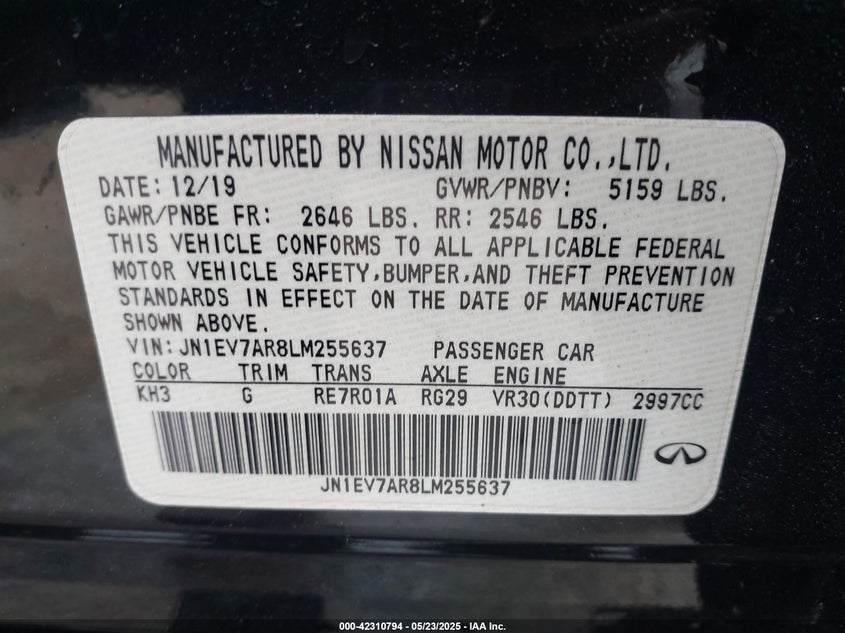 MANUFACTURED BY NISSAN MOTOR CO.,LTD.
DATE: 12/19 GVWR/PNBV: 5159 LBS.
GAWR/PNBE FR: 2646 LBS. RR: 2546 LBS.
THIS VEHICLE CONFORMS TO ALL APPLICABLE FEDERAL
MOTOR VEHICLE SAFETY,BUMPER,AND THEFT PREVENTION
STANDARDS IN EFFECT ON THE DATE OF MANUFACTURE
SHOWN ABOVE.
VIN: JN1EV7AR8LM255637 PASSENGER CAR
COLOR TRIM TRANS AXLE ENGINE
KH3 G RE7R01A RG29 VR30(DDTT) 2997CC
JN1EV7AR8LM255637
000-42310794 — 05/23/2025 — IAA Inc.